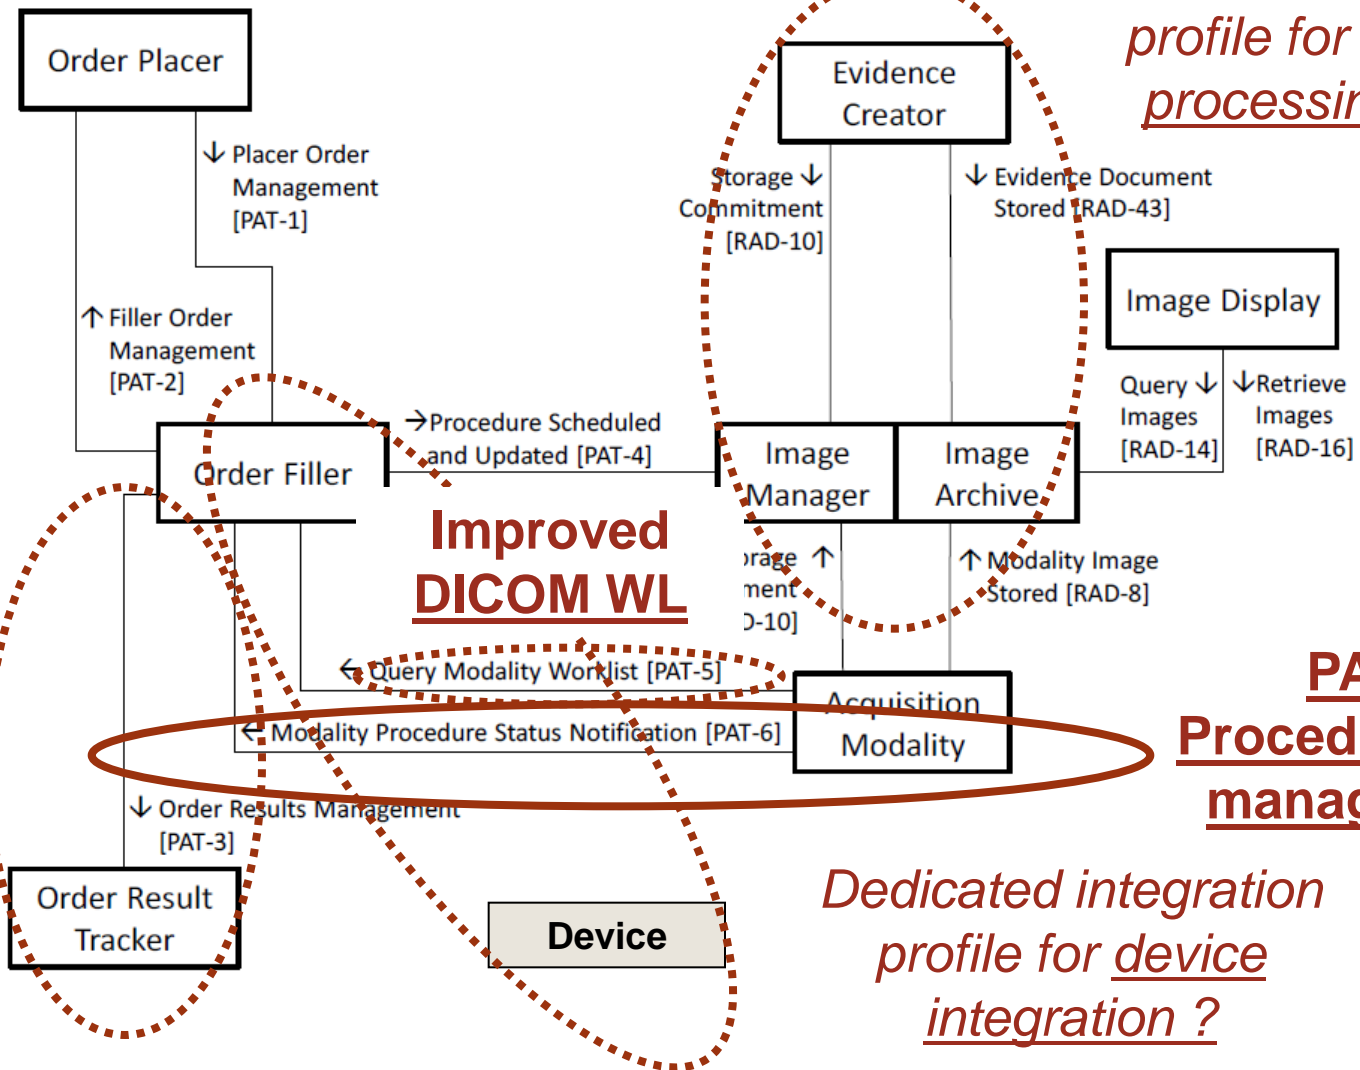 profile for
Order Placer
Evidence
Creator
↓ Placer Order
Management
[PAT-1]
Storage ↓
Commitment
[RAD-10]
↓ Evidence Document
Stored [RAD-43]
Image Display
↑ Filler Order
Management
[PAT-2]
Query ↓
Images
[RAD-14]
↓Retrieve
Images
[RAD-16]
→Procedure Scheduled
and Updated [PAT-4]
Order Filler
Image
Manager
Image
Archive
Improved
DICOM WL
↑
↑ Modality Image
Stored [RAD-8]
← Query Modality Worklist [PAT-5]
← Modality Procedure Status Notification [PAT-6]
Acquisition
Modality
↓ Order Results Management
[PAT-3]
Order Result
Tracker
Device
Dedicated integration
profile for device
integration ?